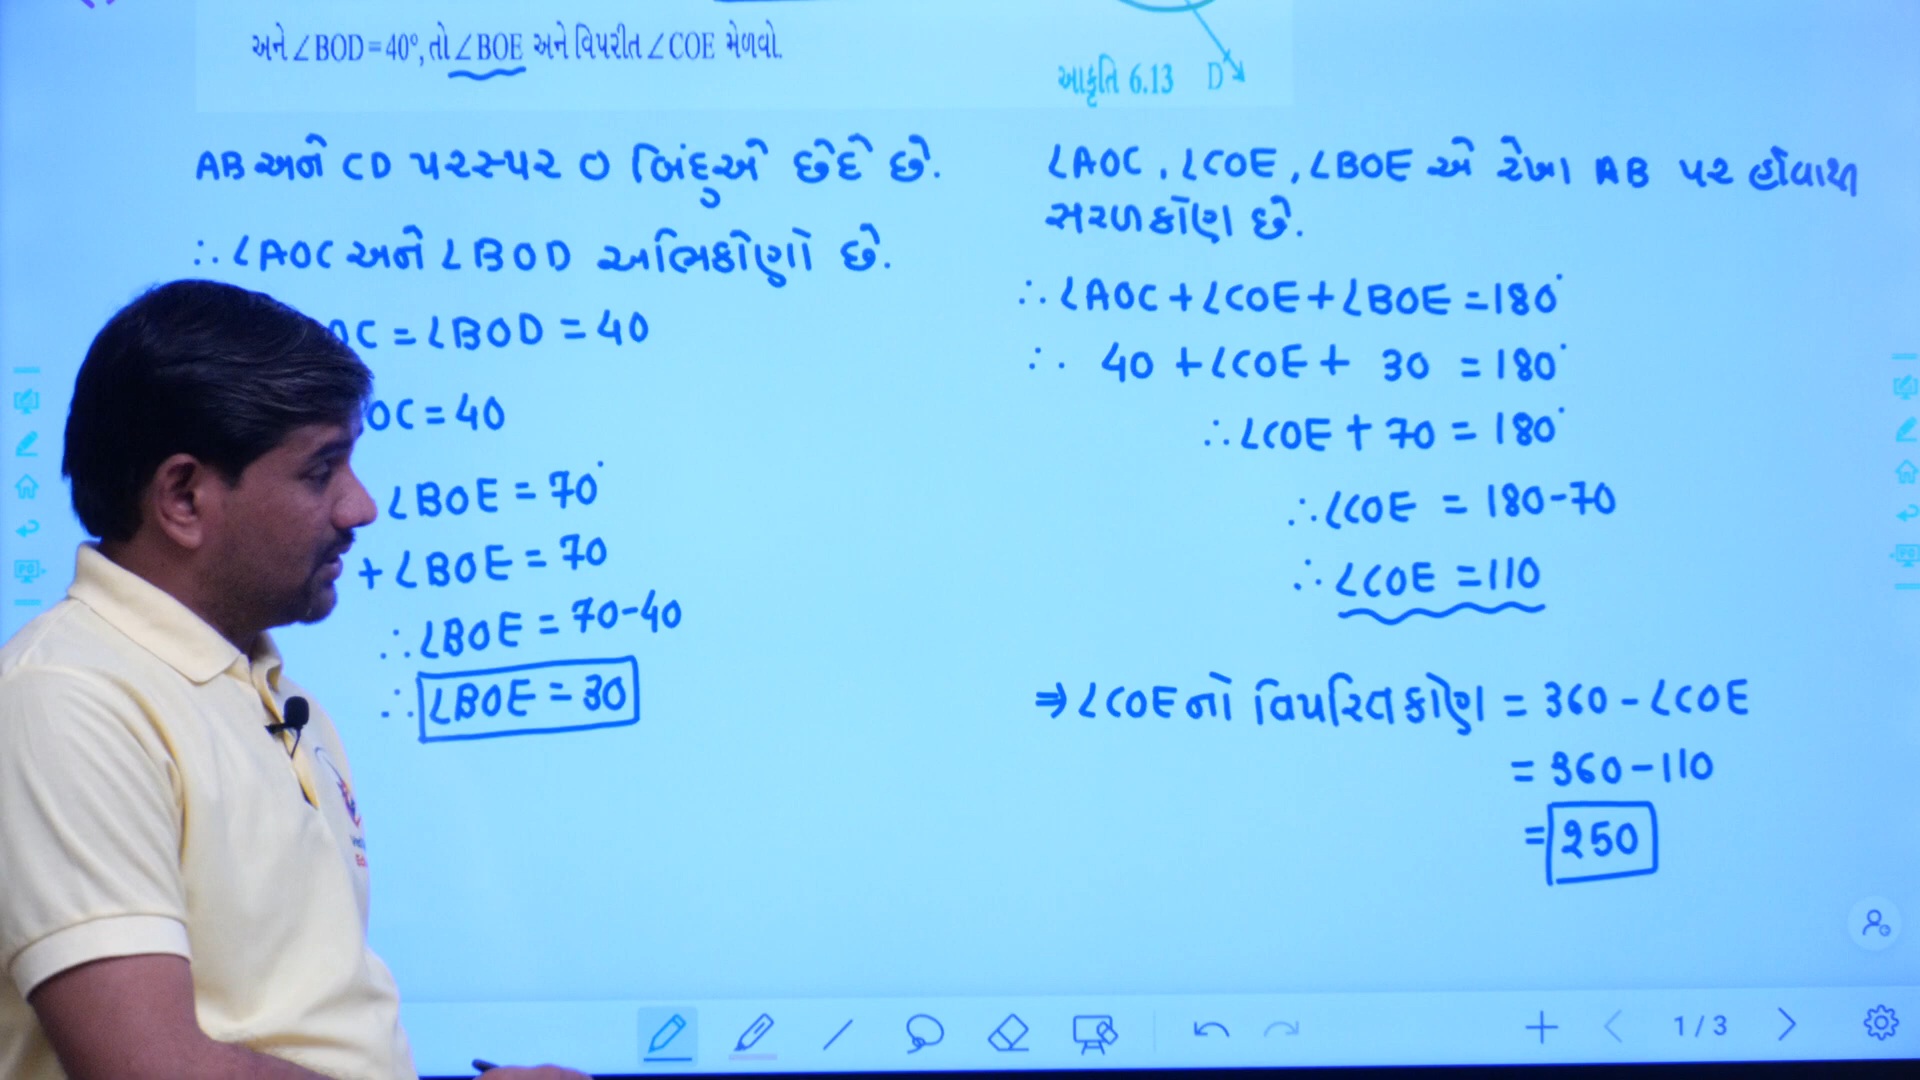 અને ∠BOD = 40°, તો ∠BOE અને વિપરીત ∠COE મેળવો.
આકૃતિ 6.13 D
AB અને CD પરસ્પર O બિંદુએ છેદે છે.
∴ ∠AOC અને ∠BOD અભિકોણો છે.
OC = ∠BOD = 40
OC = 40
∠BOE = 70°
+ ∠BOE = 70
∴ ∠BOE = 70-40
∴ ∠BOE = 30
∠AOC, ∠COE, ∠BOE એ રેખા AB પર હોવાથી
સરળકોણ છે.
∴ ∠AOC + ∠COE + ∠BOE = 180°
∴ 40 + ∠COE + 30 = 180°
∴ ∠COE + 70 = 180°
∴ ∠COE = 180-70
∴ ∠COE = 110
⇒ ∠COE નો વિપરિત કોણ = 360 - ∠COE
= 360-110
= 250
1 / 3